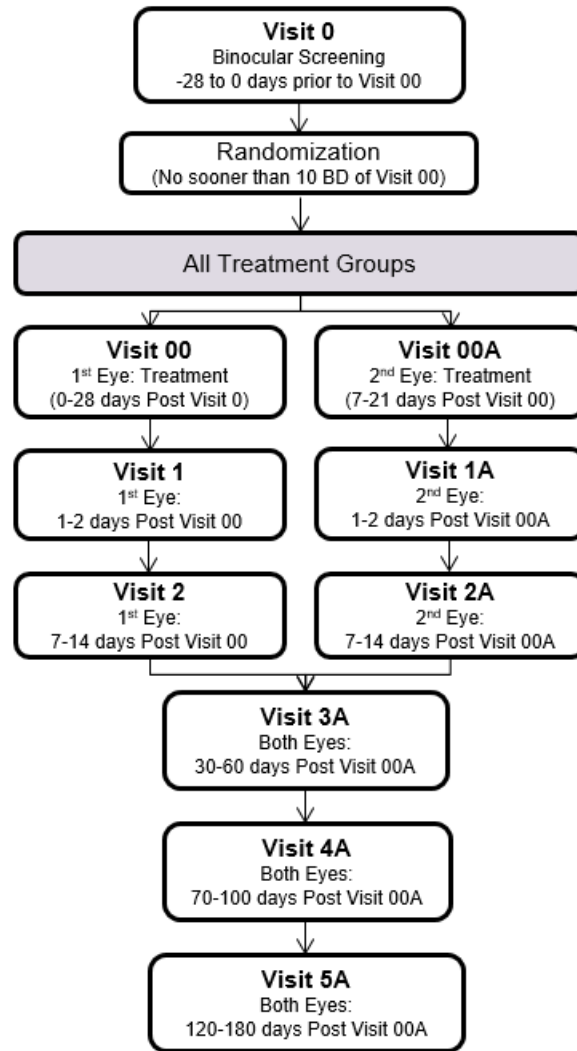 Visit 0
Binocular Screening
-28 to 0 days prior to Visit 00
Randomization
(No sooner than 10 BD of Visit 00)
All Treatment Groups
Visit 00
1st Eye: Treatment
(0-28 days Post Visit 0)
Visit 00A
2nd Eye: Treatment
(7-21 days Post Visit 00)
Visit 1
1st Eye:
1-2 days Post Visit 00
Visit 1A
2nd Eye:
1-2 days Post Visit 00A
Visit 2
1st Eye:
7-14 days Post Visit 00
Visit 2A
2nd Eye:
7-14 days Post Visit 00A
Visit 3A
Both Eyes:
30-60 days Post Visit 00A
Visit 4A
Both Eyes:
70-100 days Post Visit 00A
Visit 5A
Both Eyes:
120-180 days Post Visit 00A